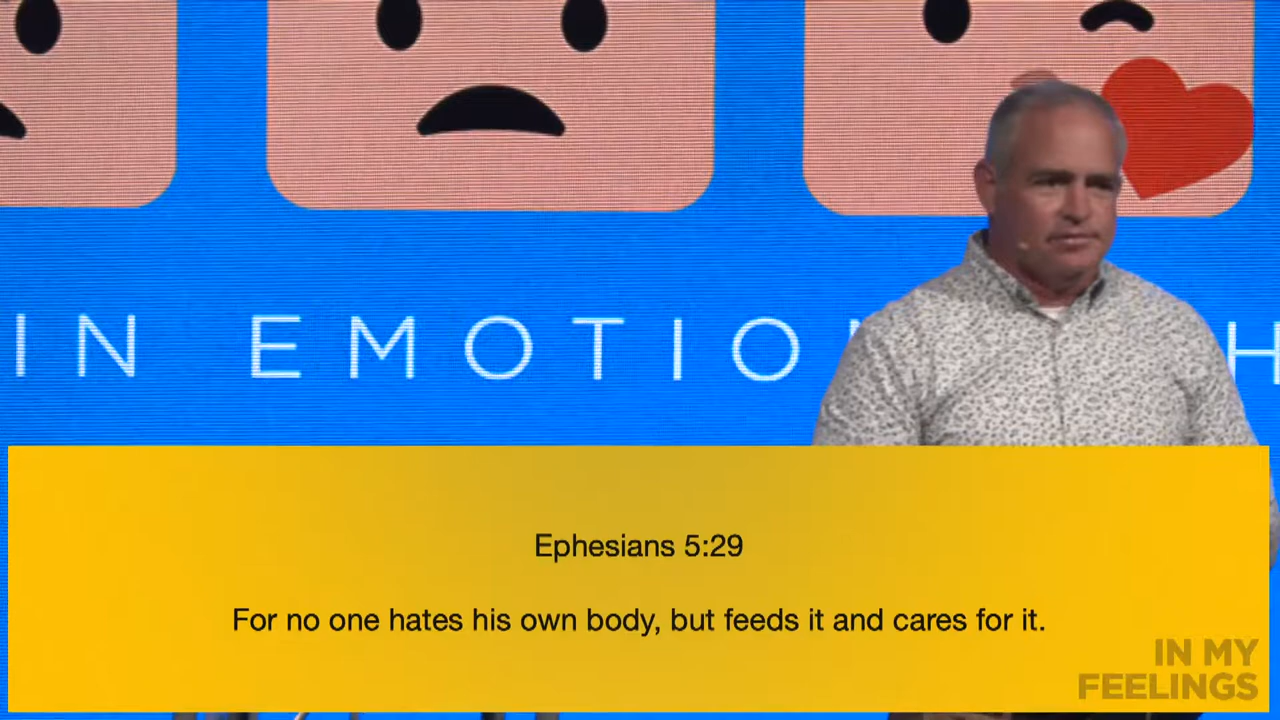 IN EMOTIO
Ephesians 5:29
For no one hates his own body, but feeds it and cares for it.
IN MY
FEELINGS